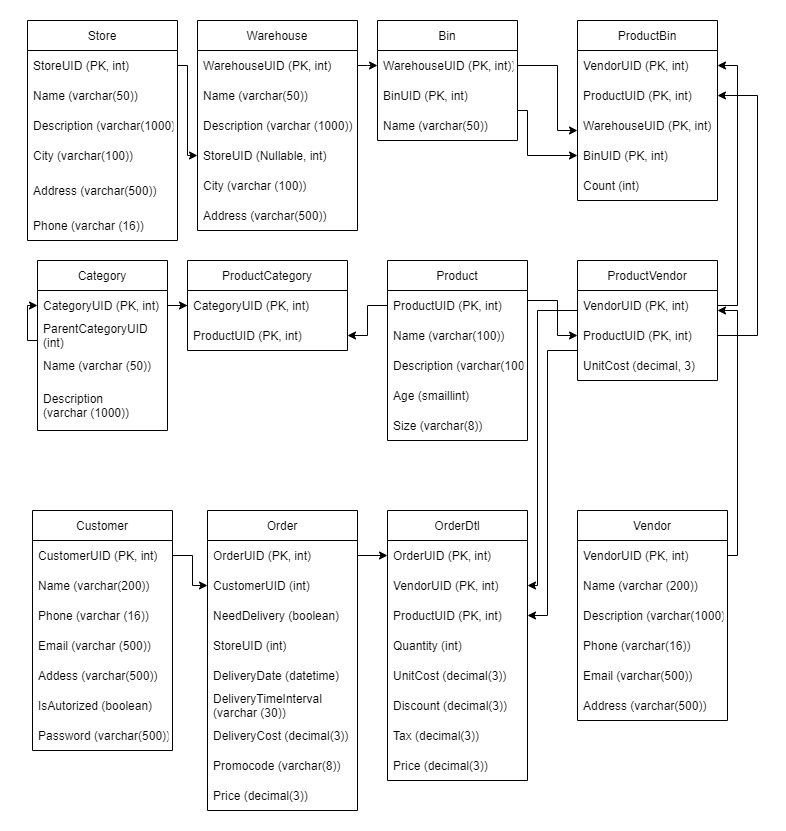 Store
StoreUID (PK, int)
Name (varchar(50))
Description (varchar(1000)
City (varchar(100))
Address (varchar(500))
Phone (varchar (16))
Warehouse
WarehouseUID (PK, int)
Name (varchar(50))
Description (varchar (1000))
StoreUID (Nullable, int)
City (varchar (100))
Address (varchar(500))
Bin
WarehouseUID (PK, int))
BinUID (PK, int)
Name (varchar(50))
ProductBin
VendorUID (PK, int)
ProductUID (PK, int)
WarehouseUID (PK, int)
BinUID (PK, int)
Count (int)
Category
CategoryUID (PK, int)
ParentCategoryUID
(int)
Name (varchar (50))
Description
(varchar (1000))
ProductCategory
CategoryUID (PK, int)
ProductUID (PK, int)
Product
ProductUID (PK, int)
Name (varchar(100))
Description (varchar(100
Age (smaillint)
Size (varchar(8))
ProductVendor
VendorUID (PK, int)
ProductUID (PK, int)
UnitCost (decimal, 3)
Customer
CustomerUID (PK, int)
Name (varchar(200))
Phone (varchar (16))
Email (varchar (500))
Addess (varchar(500))
IsAutorized (boolean)
Password (varchar(500))
Order
OrderUID (PK, int)
CustomerUID (int)
NeedDelivery (boolean)
StoreUID (int)
DeliveryDate (datetime)
DeliveryTimeInterval
(varchar (30))
DeliveryCost (decimal(3))
Promocode (varchar(8))
Price (decimal(3))
OrderDtl
OrderUID (PK, int)
VendorUID (PK, int)
ProductUID (PK, int)
Quantity (int)
UnitCost (decimal(3))
Discount (decimal(3))
Tax (decimal(3))
Price (decimal(3))
Vendor
VendorUID (PK, int)
Name (varchar (200))
Description (varchar(1000)
Phone (varchar(16))
Email (varchar(500))
Address (varchar(500))